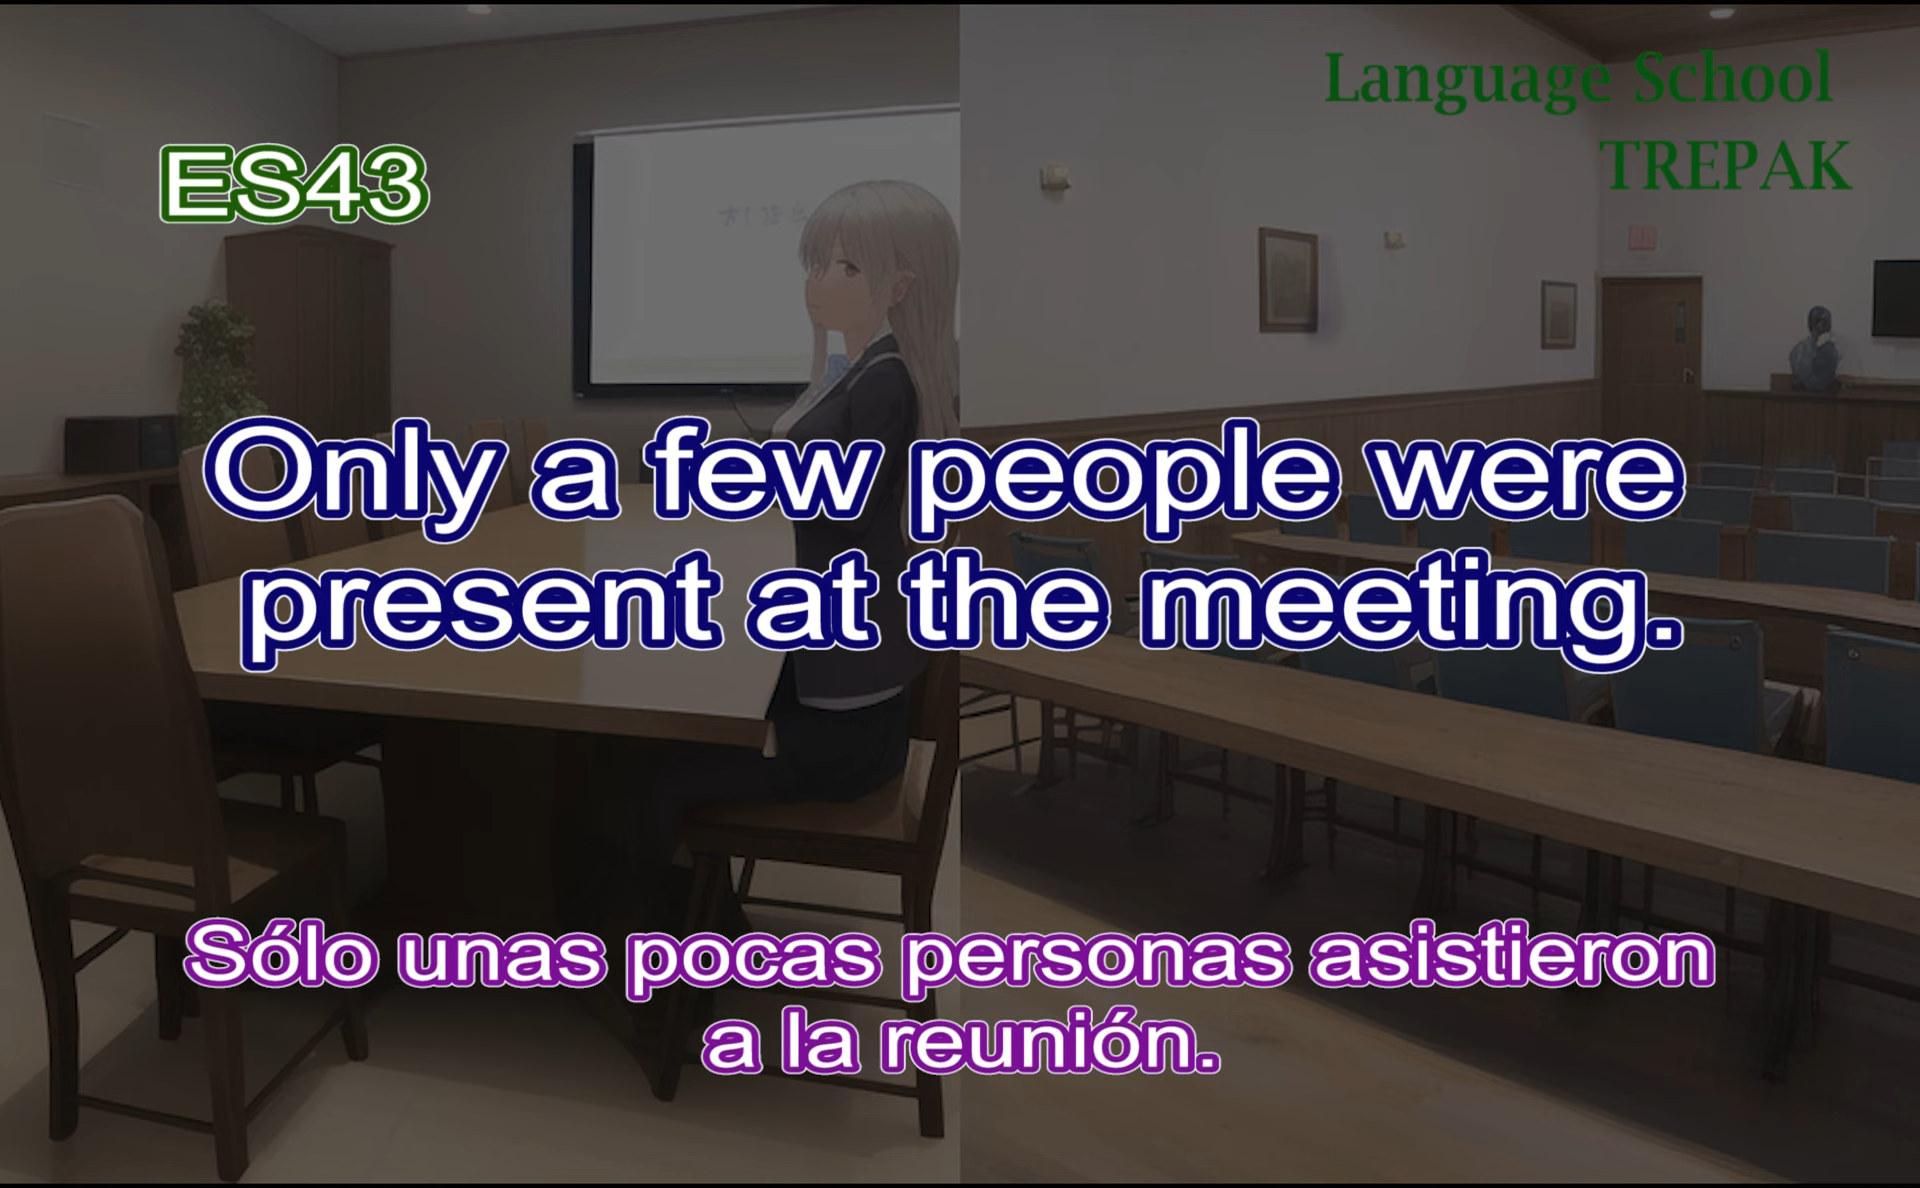 Language School
TREPAK
ES43
Only a few people were
present at the meeting.
Sólo unas pocas personas asistieron
a la reunión.